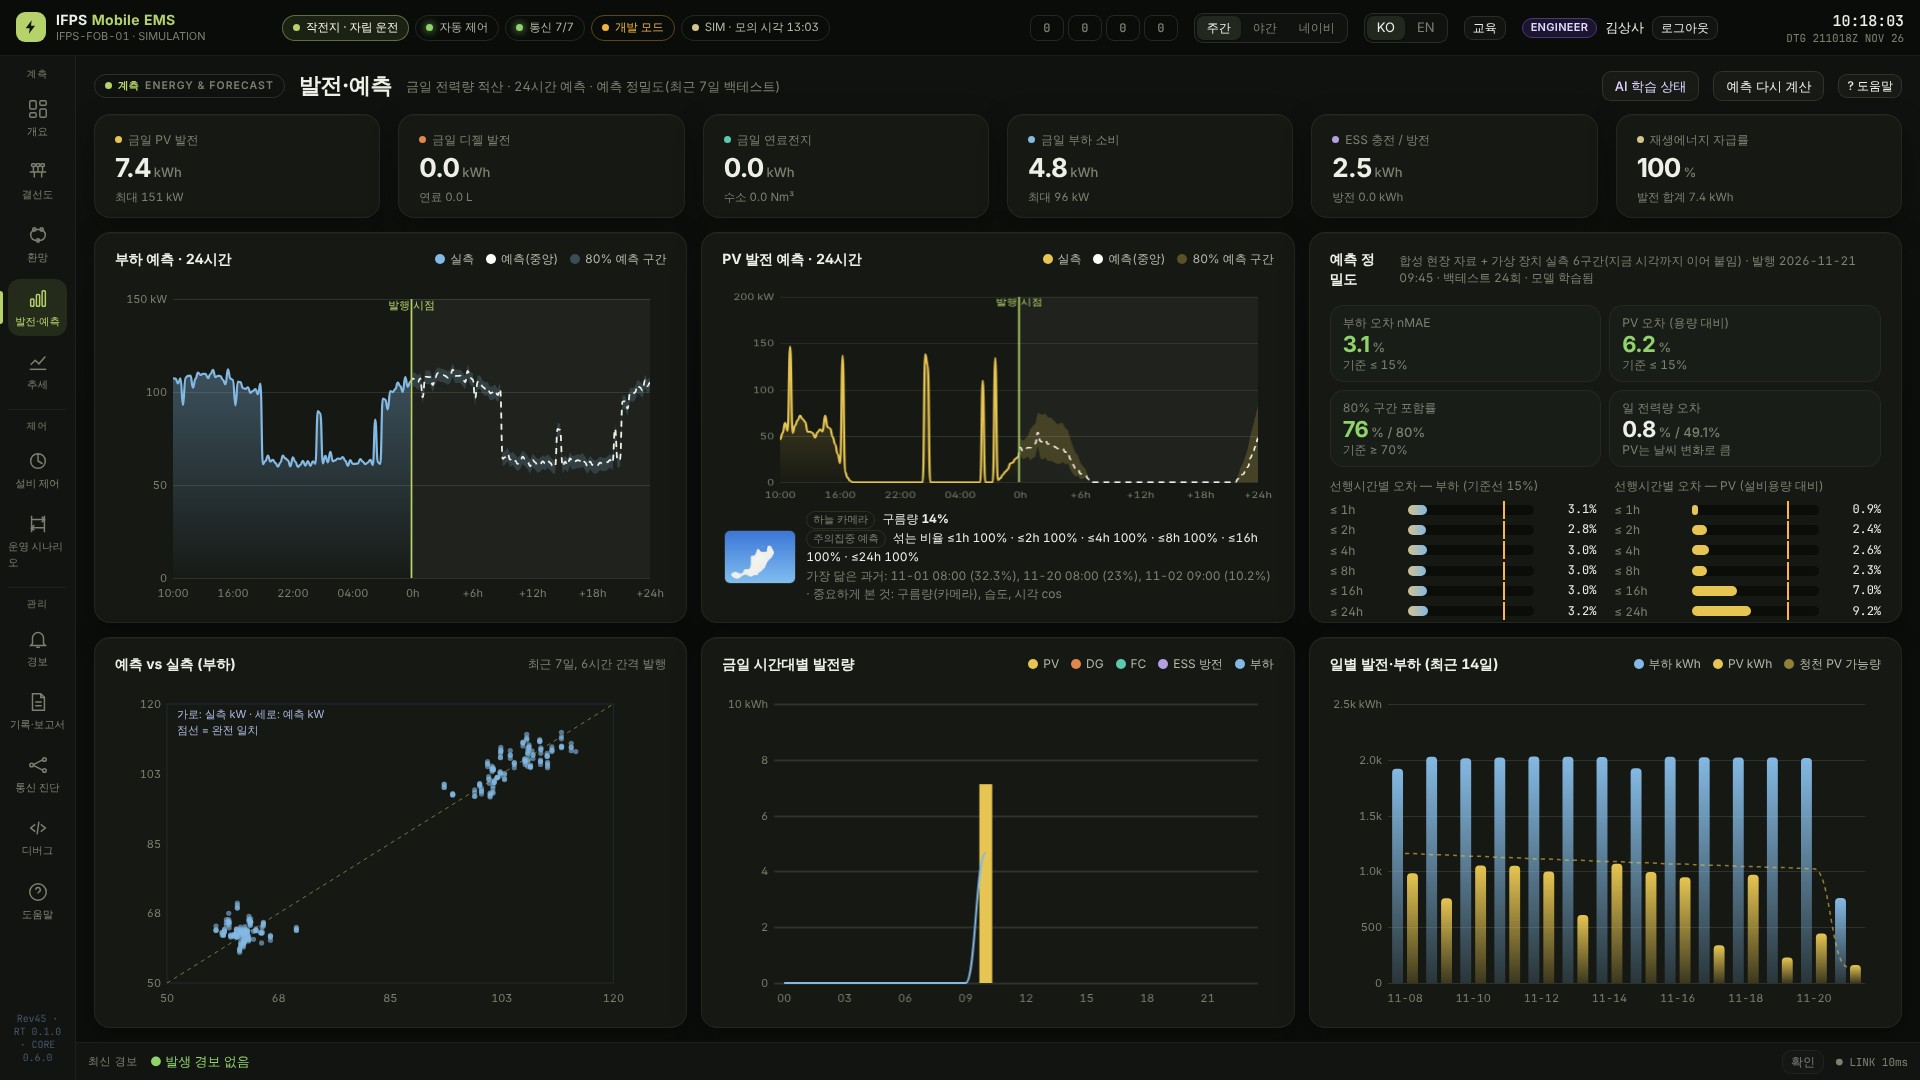 IFPS Mobile EMS
IFPS-FOB-01 · SIMULATION
작전지 · 자립 운전
자동 제어
통신 7/7
개발 모드
SIM · 모의 시각 13:03
0 0 0 0
주간 야간 네이비
KO EN
교육
ENGINEER 김상사 로그아웃
10:18:03
DTG 211018Z NOV 26
계측
개요
결선도
환망
발전·예측
추세
제어
설비 제어
운영 시나리
오
관리
경보
기록·보고서
통신 진단
디버그
도움말
Rev45 ·
RT 0.1.0
· CORE
0.6.0
계측 ENERGY & FORECAST
발전·예측
금일 전력량 적산 · 24시간 예측 · 예측 정밀도(최근 7일 백테스트)
AI 학습 상태
예측 다시 계산
? 도움말
금일 PV 발전
7.4 kWh
최대 151 kW
금일 디젤 발전
0.0 kWh
연료 0.0 L
금일 연료전지
0.0 kWh
수소 0.0 Nm³
금일 부하 소비
4.8 kWh
최대 96 kW
ESS 충전 / 방전
2.5 kWh
방전 0.0 kWh
재생에너지 자급률
100 %
발전 합계 7.4 kWh
부하 예측 · 24시간
실측 예측(중앙) 80% 예측 구간
발행 시점
150 kW
100
50
0
10:00 16:00 22:00 04:00 0h +6h +12h +18h +24h
PV 발전 예측 · 24시간
실측 예측(중앙) 80% 예측 구간
발행 시점
200 kW
150
100
50
0
10:00 16:00 22:00 04:00 0h +6h +12h +18h +24h
하늘 카메라 구름량 14%
주의집중 예측 섞는 비율 ≤1h 100% · ≤2h 100% · ≤4h 100% · ≤8h 100% · ≤16h
100% · ≤24h 100%
가장 닮은 과거: 11-01 08:00 (32.3%), 11-20 08:00 (23%), 11-02 09:00 (10.2%)
· 중요하게 본 것: 구름량(카메라), 습도, 시각 cos
예측 정
밀도
합성 현장 자료 + 가상 장치 실측 6구간(지금 시각까지 이어 붙임) · 발행 2026-11-21
09:45 · 백테스트 24회 · 모델 학습됨
부하 오차 nMAE
3.1 %
기준 ≤ 15%
PV 오차 (용량 대비)
6.2 %
기준 ≤ 15%
80% 구간 포함률
76 % / 80%
기준 ≥ 70%
일 전력량 오차
0.8 % / 49.1%
PV는 날씨 변화로 큼
선행시간별 오차 — 부하 (기준선 15%)
≤ 1h 3.1%
≤ 2h 2.8%
≤ 4h 3.0%
≤ 8h 3.0%
≤ 16h 3.0%
≤ 24h 3.2%
선행시간별 오차 — PV (설비용량 대비)
≤ 1h 0.9%
≤ 2h 2.4%
≤ 4h 2.6%
≤ 8h 2.3%
≤ 16h 7.0%
≤ 24h 9.2%
예측 vs 실측 (부하)
최근 7일, 6시간 간격 발행
가로: 실측 kW · 세로: 예측 kW
점선 = 완전 일치
120
103
85
68
50
50 68 85 103 120
금일 시간대별 발전량
PV DG FC ESS 방전 부하
10 kWh
8
6
4
2
0
00 03 06 09 12 15 18 21
일별 발전·부하 (최근 14일)
부하 kWh PV kWh 청천 PV 가능량
2.5k kWh
2.0k
1.5k
1.0k
500
0
11-08 11-10 11-12 11-14 11-16 11-18 11-20
최신 경보 발생 경보 없음
확인
LINK 10ms